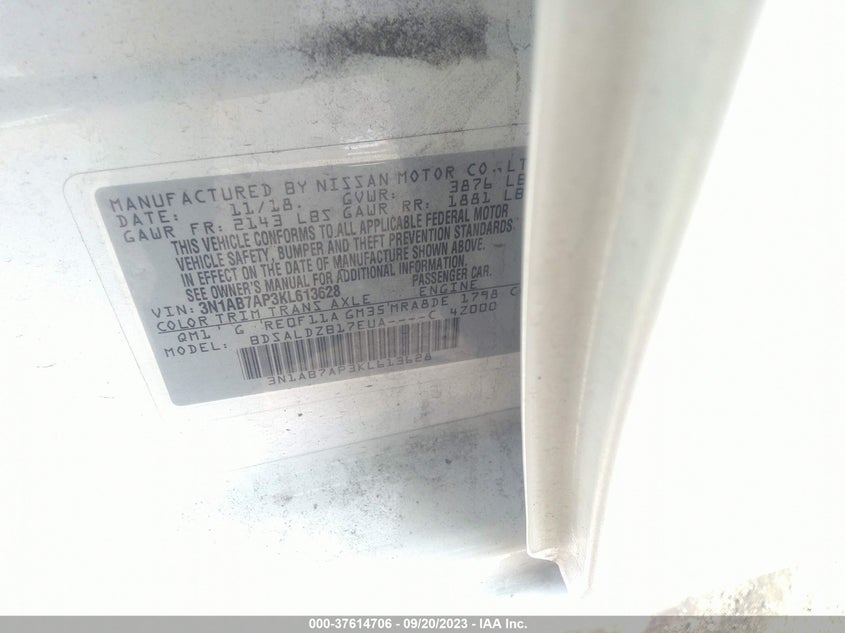 MANUFACTURED BY NISSAN MOTOR CO., LT
DATE: 11/18. GVWR: 3876 LB
GAWR FR: 2143 LBS GAWR RR: 1881 LB
THIS VEHICLE CONFORMS TO ALL APPLICABLE FEDERAL MOTOR
VEHICLE SAFETY, BUMPER AND THEFT PREVENTION STANDARDS
IN EFFECT ON THE DATE OF MANUFACTURE SHOWN ABOVE.
SEE OWNER'S MANUAL FOR ADDITIONAL INFORMATION.
VIN: 3N1AB7AP3KL613628 PASSENGER CAR.
COLOR TRIM TRANS AXLE ENGINE
QM1 G RE0F11A GM35 MRA8DE 1798 C
MODEL: BDSALDZB17EUA----C 4Z000
3N1AB7AP3KL613628
000-37614706 - 09/20/2023 - IAA Inc.